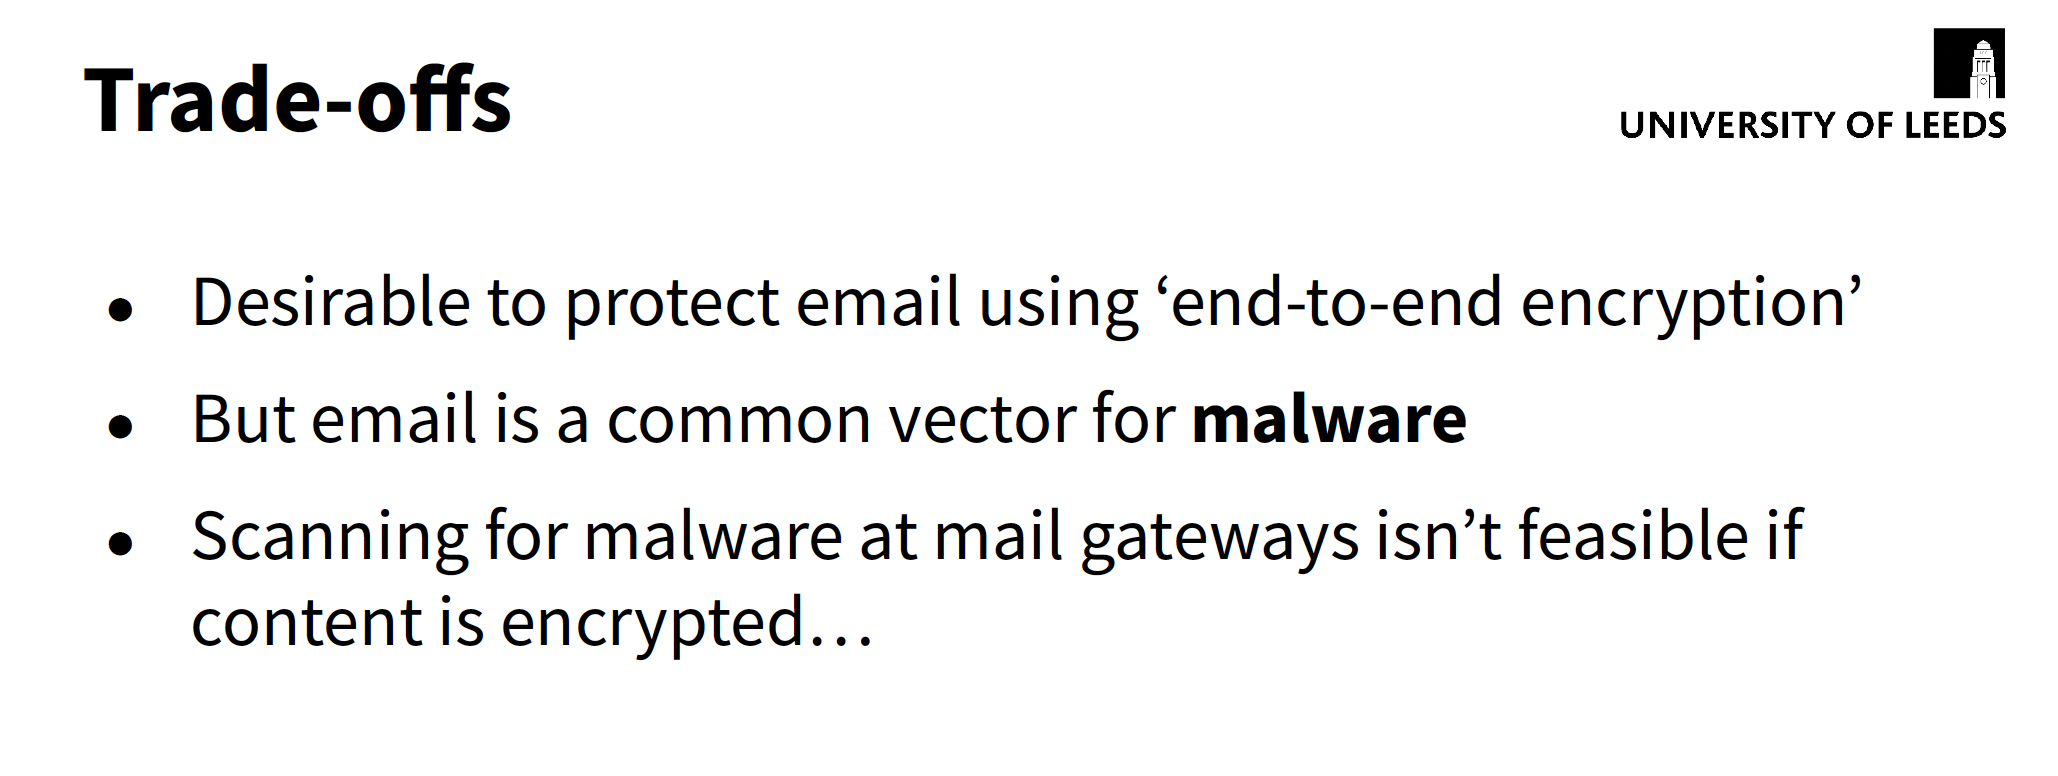 Trade-offs
UNIVERSITY OF LEEDS
● Desirable to protect email using ‘end-to-end encryption’
● But email is a common vector for malware
● Scanning for malware at mail gateways isn’t feasible if
content is encrypted…